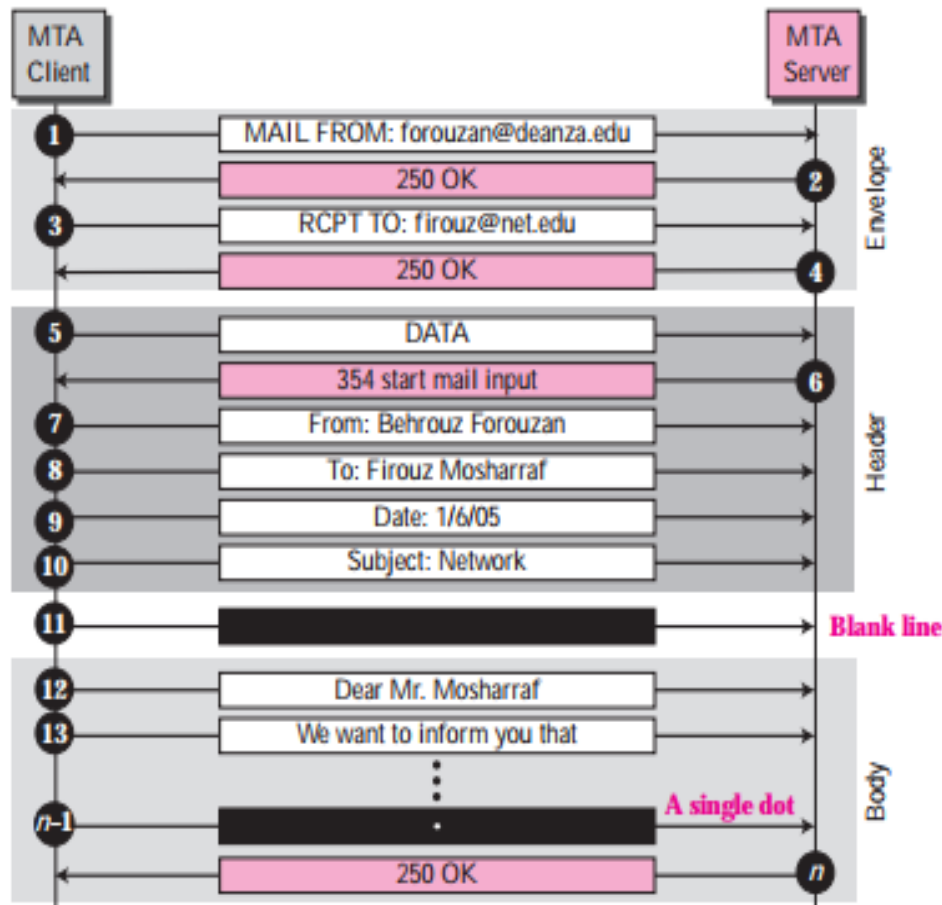 MTA
Client
MTA
Server
1
MAIL FROM: forouzan@deanza.edu
250 OK
2
3
RCPT TO: firouz@net.edu
250 OK
4
Envelope
5
DATA
354 start mail input
6
7
From: Behrouz Forouzan
8
To: Firouz Mosharraf
9
Date: 1/6/05
10
Subject: Network
Header
11
Blank line
12
Dear Mr. Mosharraf
13
We want to inform you that
n–1
.
A single dot
250 OK
n
Body